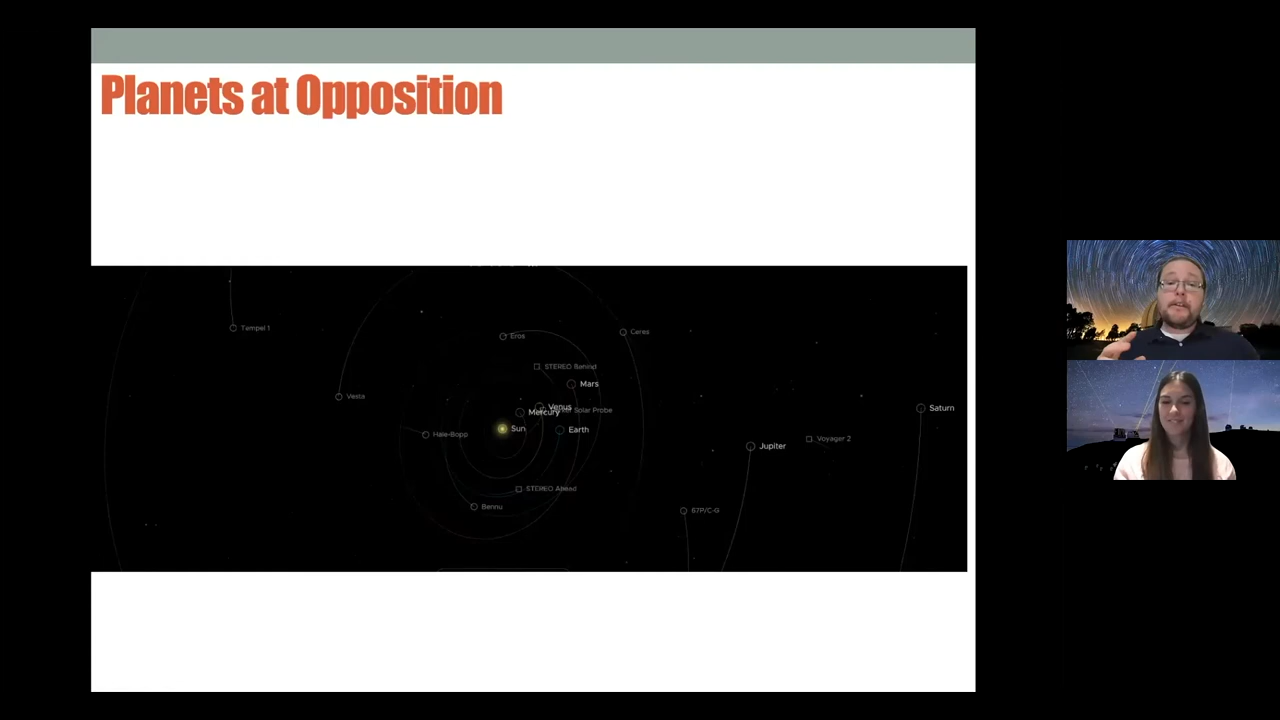 Planets at Opposition
Tempel 1
Eros
Ceres
STEREO Behind
Mars
Vesta
Venus
Mercury
Solar Probe
Saturn
Sun
Earth
Hale-Bopp
Voyager 2
Jupiter
STEREO Ahead
Bennu
67P/C-G